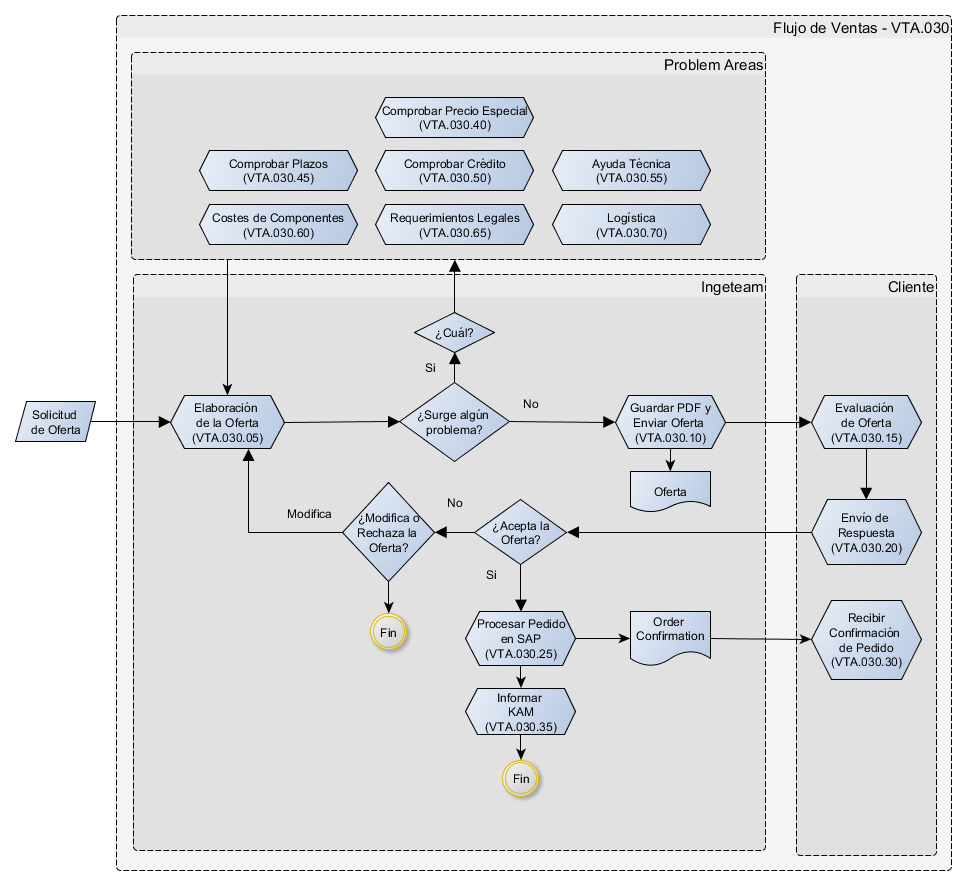 Flujo de Ventas - VTA.030
Problem Areas
Comprobar Precio Especial
(VTA.030.40)
Comprobar Plazos
(VTA.030.45)
Comprobar Crédito
(VTA.030.50)
Ayuda Técnica
(VTA.030.55)
Costes de Componentes
(VTA.030.60)
Requerimientos Legales
(VTA.030.65)
Logística
(VTA.030.70)
Ingeteam
Cliente
¿Cuál?
Si
Solicitud
de Oferta
Elaboración
de la Oferta
(VTA.030.05)
¿Surge algún
problema?
No
Guardar PDF y
Enviar Oferta
(VTA.030.10)
Evaluación
de Oferta
(VTA.030.15)
Oferta
Modifica
¿Modifica o
Rechaza la
Oferta?
No
¿Acepta la
Oferta?
Envío de
Respuesta
(VTA.030.20)
Si
Fin
Procesar Pedido
en SAP
(VTA.030.25)
Order
Confirmation
Recibir
Confirmación
de Pedido
(VTA.030.30)
Informar
KAM
(VTA.030.35)
Fin